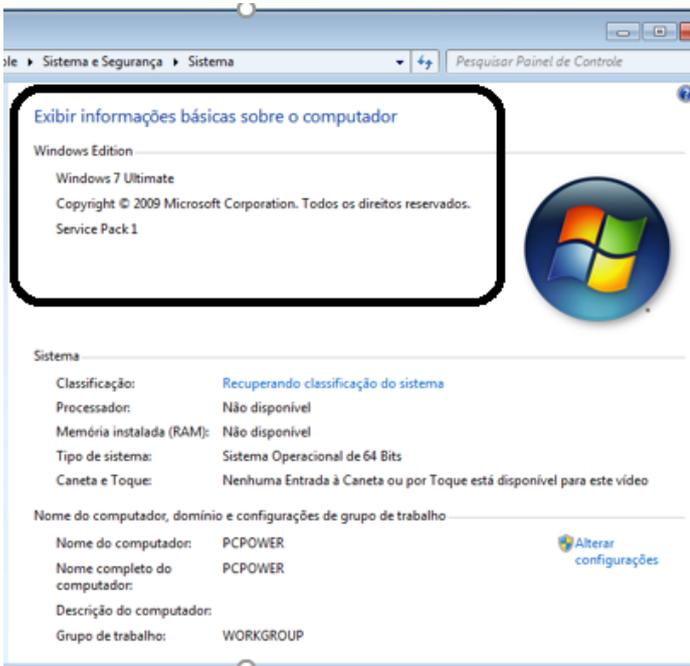 Sistema e Segurança Sistema Pesquisar Painel de Controle
Exibir informações básicas sobre o computador
Windows Edition
Windows 7 Ultimate
Copyright © 2009 Microsoft Corporation. Todos os direitos reservados.
Service Pack 1
Sistema
Classificação: Recuperando classificação do sistema
Processador: Não disponível
Memória instalada (RAM): Não disponível
Tipo de sistema: Sistema Operacional de 64 Bits
Caneta e Toque: Nenhuma Entrada à Caneta ou por Toque está disponível para este vídeo
Nome do computador, domínio e configurações de grupo de trabalho
Nome do computador: PCPOWER Alterar
configurações
Nome completo do PCPOWER
computador:
Descrição do computador:
Grupo de trabalho: WORKGROUP